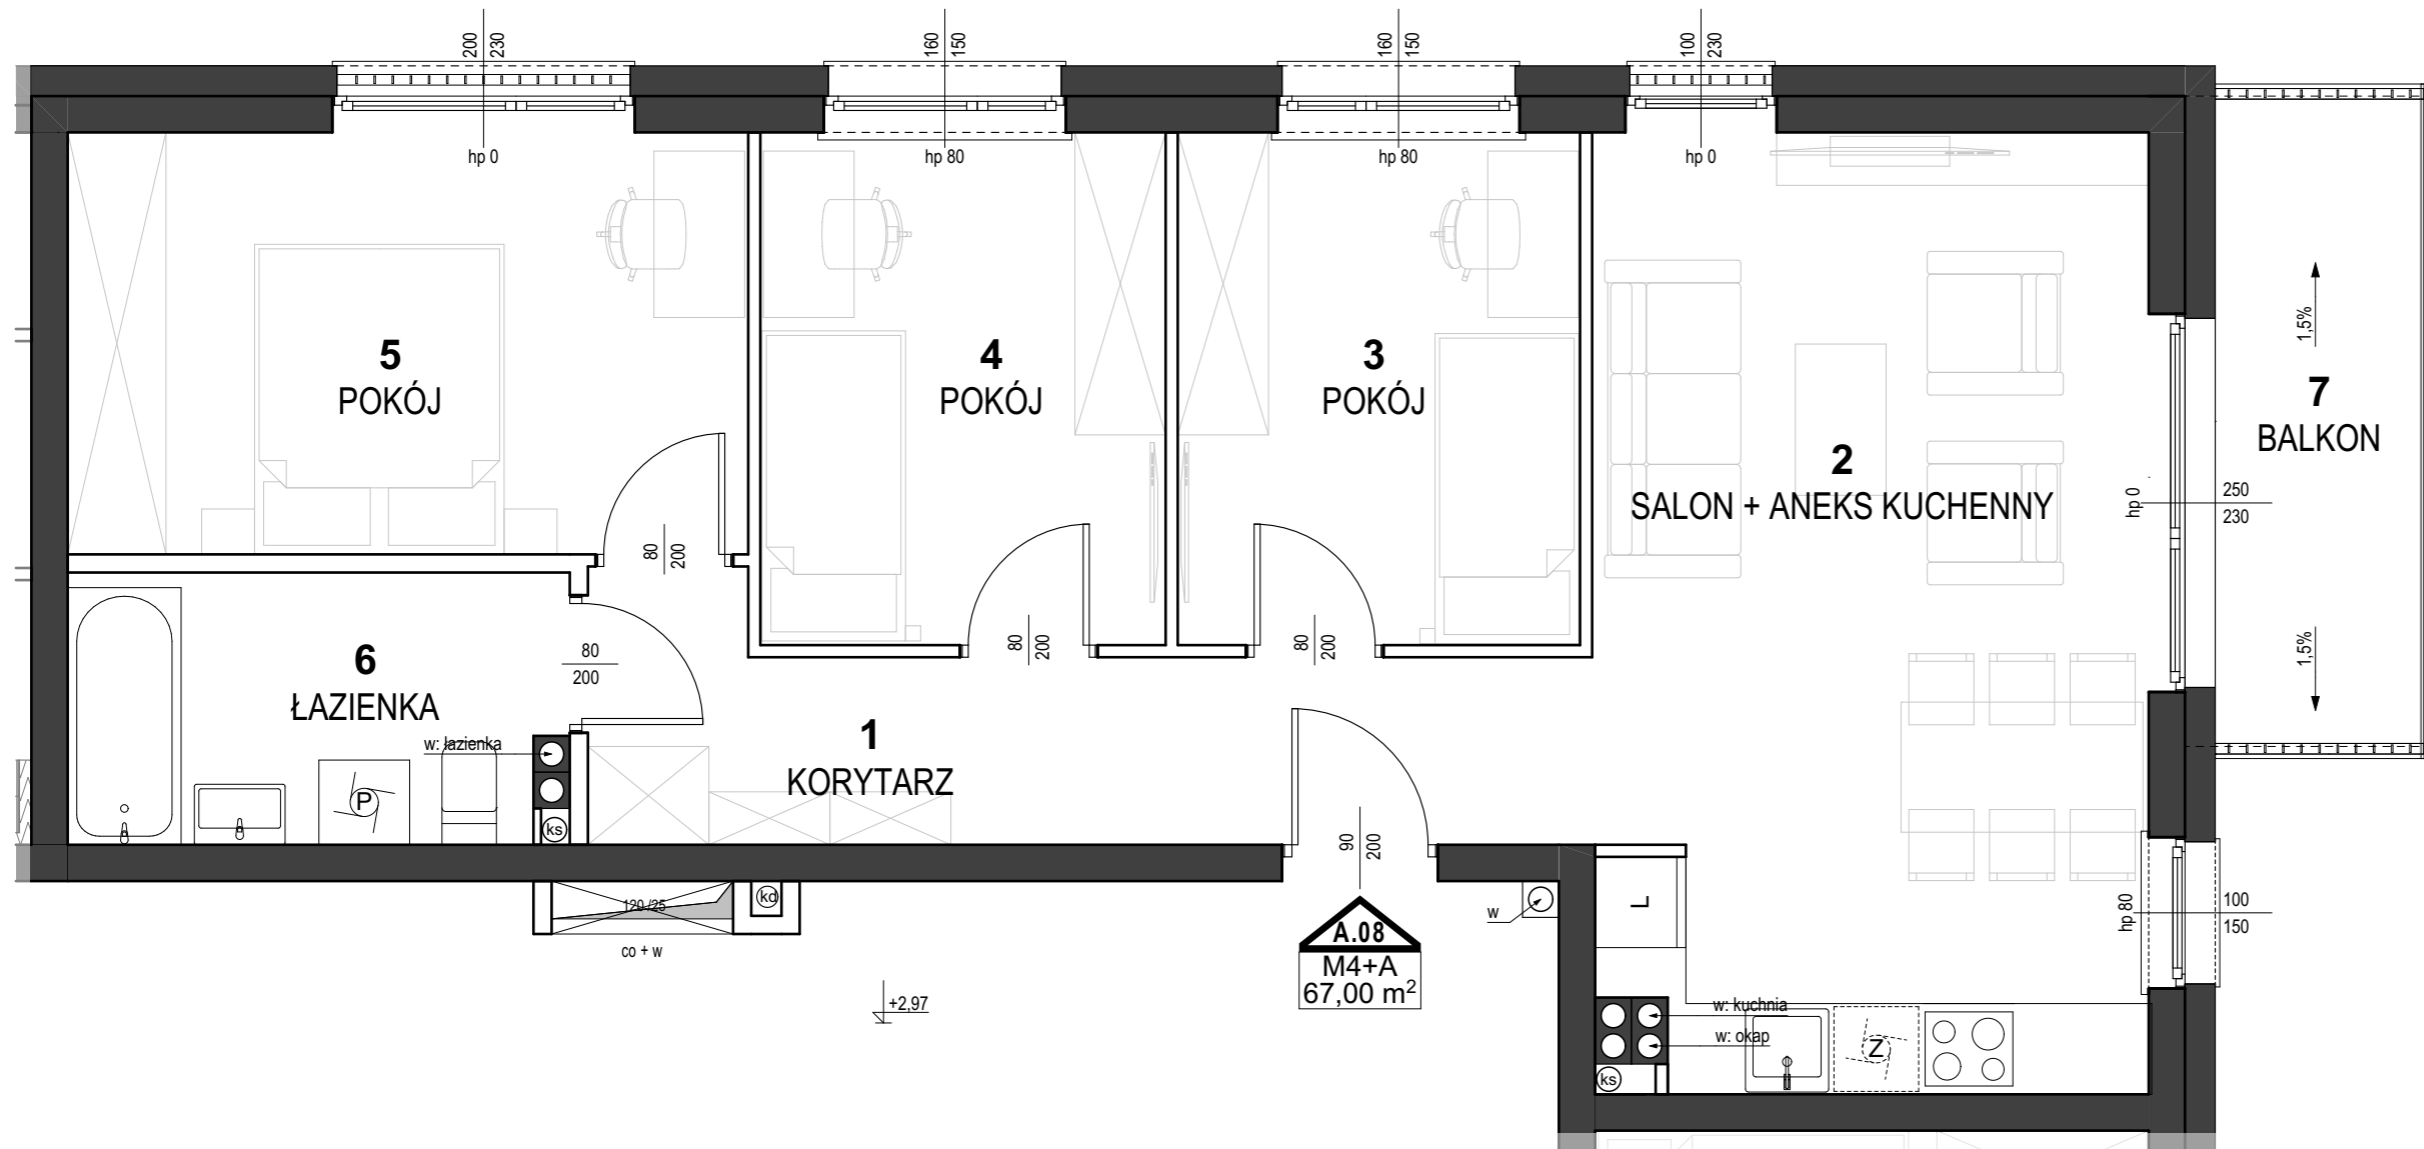 200
230
160
150
160
150
100
230
hp 0
hp 80
hp 80
hp 0
5
POKÓJ
4
POKÓJ
3
POKÓJ
2
SALON + ANEKS KUCHENNY
7
BALKON
1,5%
1,5%
hp 0
250
230
80
200
80
200
80
200
80
200
6
ŁAZIENKA
w: łazienka
P
ks
1
KORYTARZ
90
200
120 /25
kd
co + w
+2,97
A.08
M4+A
67,00 m²
w
L
hp 80
100
150
w: kuchnia
w: okap
Z
ks